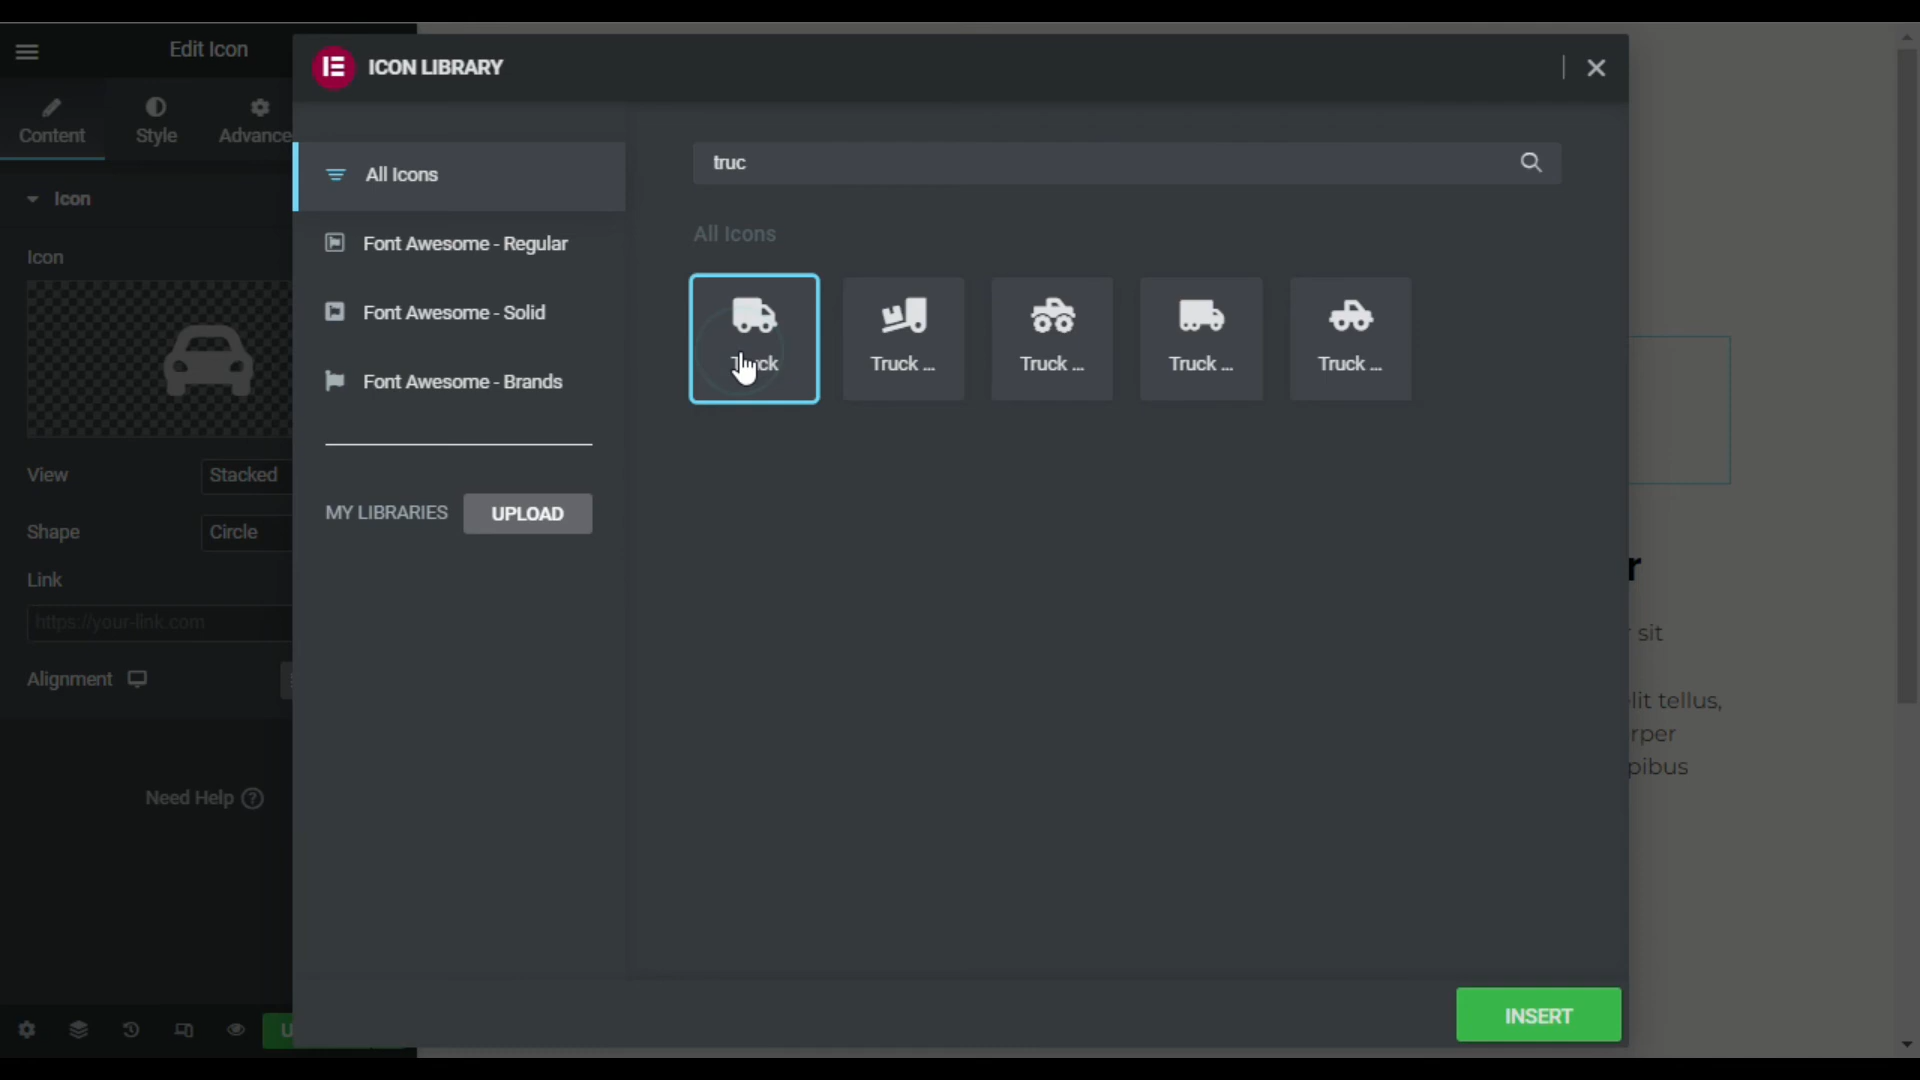 Edit Icon
ICON LIBRARY
Content
Style
Advance
Icon
Icon
View
Stacked
Shape
Circle
Link
https://your-link.com
Alignment
Need Help
U
All Icons
Font Awesome - Regular
Font Awesome - Solid
Font Awesome - Brands
MY LIBRARIES
UPLOAD
truc
All Icons
Truck ...
Truck ...
Truck ...
Truck ...
INSERT
r
sit
lit tellus,
rper
pibus